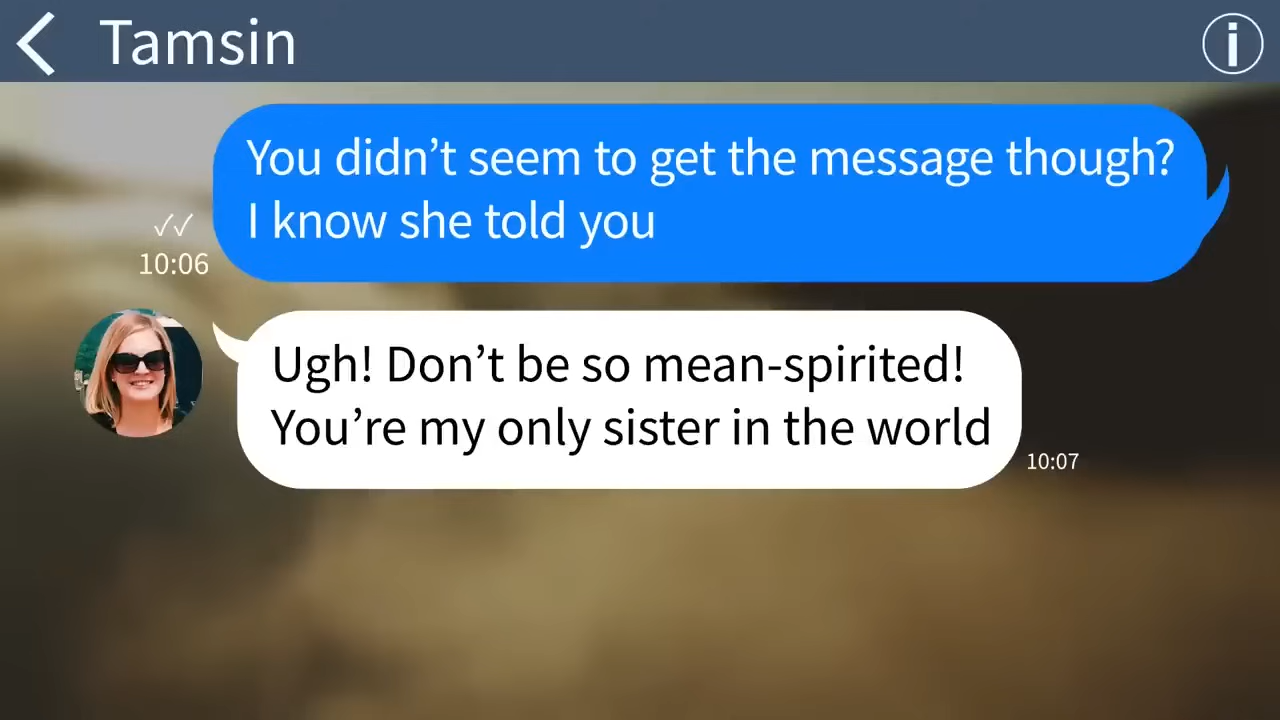 Tamsin
You didn’t seem to get the message though?
I know she told you
10:06
Ugh! Don’t be so mean-spirited!
You’re my only sister in the world
10:07